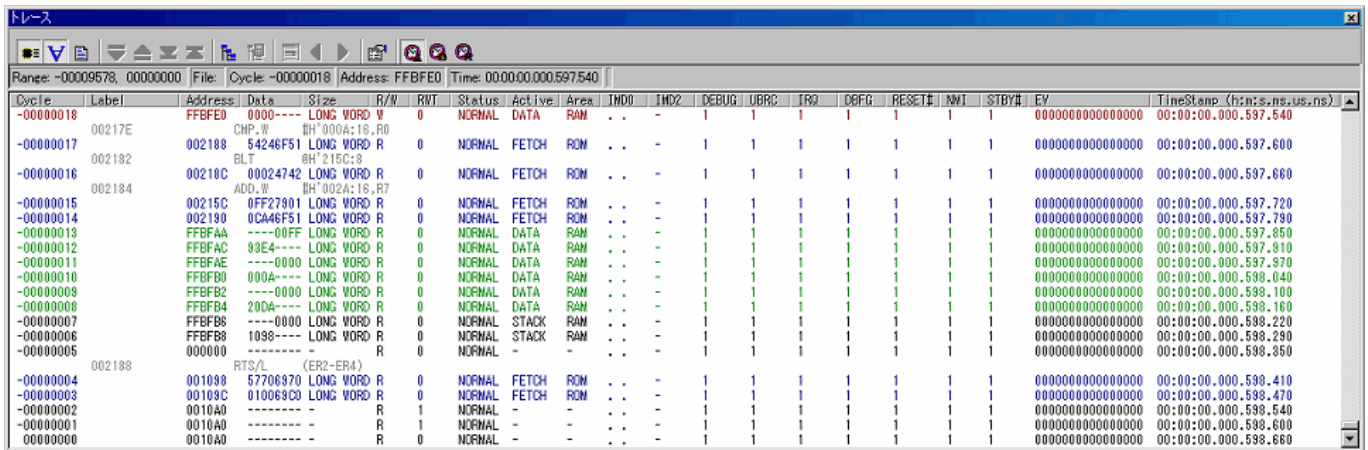 トレース
Range: -00009578, 00000000 File: Cycle: -00000018 Address: FFBFE0 Time: 00:00:00.000.597.540
Cycle Label Address Data Size R/W RWT Status Active Area IMD0 IMD2 DEBUG UBRC IRQ DBFG RESET# NMI STBY# EV TimeStamp (h:m:s.ms.us.ns)
-00000018 FFBFE0 0000---- LONG WORD W 0 NORMAL DATA RAM . . - 1 1 1 1 1 1 1 0000000000000000 00:00:00.000.597.540
00217E CMP.W #H'000A:16,R0
-00000017 002188 54246F51 LONG WORD R 0 NORMAL FETCH ROM . . - 1 1 1 1 1 1 1 0000000000000000 00:00:00.000.597.600
002182 BLT @H'215C:8
-00000016 00218C 00024742 LONG WORD R 0 NORMAL FETCH ROM . . - 1 1 1 1 1 1 1 0000000000000000 00:00:00.000.597.660
002184 ADD.W #H'002A:16,R7
-00000015 00215C 0FF27901 LONG WORD R 0 NORMAL FETCH ROM . . - 1 1 1 1 1 1 1 0000000000000000 00:00:00.000.597.720
-00000014 002190 0CA46F51 LONG WORD R 0 NORMAL FETCH ROM . . - 1 1 1 1 1 1 1 0000000000000000 00:00:00.000.597.790
-00000013 FFBFAA ----00FF LONG WORD R 0 NORMAL DATA RAM . . - 1 1 1 1 1 1 1 0000000000000000 00:00:00.000.597.850
-00000012 FFBFAC 93E4---- LONG WORD R 0 NORMAL DATA RAM . . - 1 1 1 1 1 1 1 0000000000000000 00:00:00.000.597.910
-00000011 FFBFAE ----0000 LONG WORD R 0 NORMAL DATA RAM . . - 1 1 1 1 1 1 1 0000000000000000 00:00:00.000.597.970
-00000010 FFBFB0 000A---- LONG WORD R 0 NORMAL DATA RAM . . - 1 1 1 1 1 1 1 0000000000000000 00:00:00.000.598.040
-00000009 FFBFB2 ----0000 LONG WORD R 0 NORMAL DATA RAM . . - 1 1 1 1 1 1 1 0000000000000000 00:00:00.000.598.100
-00000008 FFBFB4 20DA---- LONG WORD R 0 NORMAL DATA RAM . . - 1 1 1 1 1 1 1 0000000000000000 00:00:00.000.598.160
-00000007 FFBFB6 ----0000 LONG WORD R 0 NORMAL STACK RAM . . - 1 1 1 1 1 1 1 0000000000000000 00:00:00.000.598.220
-00000006 FFBFB8 1098---- LONG WORD R 0 NORMAL STACK RAM . . - 1 1 1 1 1 1 1 0000000000000000 00:00:00.000.598.290
-00000005 000000 -------- - R 0 NORMAL - - . . - 1 1 1 1 1 1 1 0000000000000000 00:00:00.000.598.350
002188 RTS/L (ER2-ER4)
-00000004 001098 57706970 LONG WORD R 0 NORMAL FETCH ROM . . - 1 1 1 1 1 1 1 0000000000000000 00:00:00.000.598.410
-00000003 00109C 010069C0 LONG WORD R 0 NORMAL FETCH ROM . . - 1 1 1 1 1 1 1 0000000000000000 00:00:00.000.598.470
-00000002 0010A0 -------- - R 1 NORMAL - - . . - 1 1 1 1 1 1 1 0000000000000000 00:00:00.000.598.540
-00000001 0010A0 -------- - R 1 NORMAL - - . . - 1 1 1 1 1 1 1 0000000000000000 00:00:00.000.598.600
00000000 0010A0 -------- - R 0 NORMAL - - . . - 1 1 1 1 1 1 1 0000000000000000 00:00:00.000.598.660